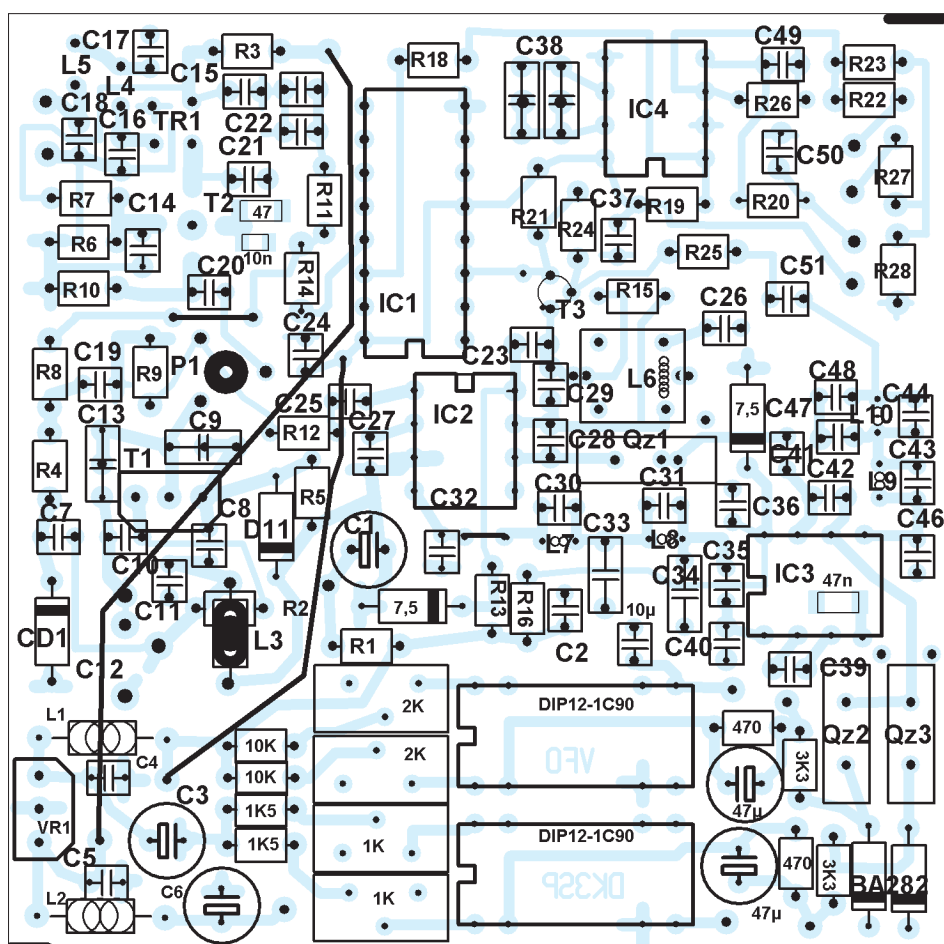 C17
R3
R18
C38
C49
R23
L5
L4
C15
IC4
R26
R22
C18
C16
TR1
C22
C21
C50
R7
C14
T2
47
R11
R21
R24
C37
R19
R20
R27
R6
10n
R25
R10
C20
R14
IC1
T3
R15
C51
R28
C26
C24
C23
R8
C19
R9
P1
C29
L6
7,5
C47
C48
C44
L10
C13
C9
C25
R12
C27
IC2
C28
Qz1
C41
C43
R4
T1
R5
C32
C30
C31
C42
L9
C7
C8
D11
C1
C36
C46
C10
L7
C33
L8
C35
IC3
47n
C11
R2
7,5
R13
R16
C34
10µ
CD1
L3
R1
C2
C40
C12
C39
L1
2K
DIP12-1C90
470
Qz2
Qz3
10K
2K
VFO
3K3
C4
10K
C3
47µ
VR1
1K5
1K5
1K
DIP12-1C90
C5
470
3K3
BA282
L2
C6
1K
DK3SP
47µ